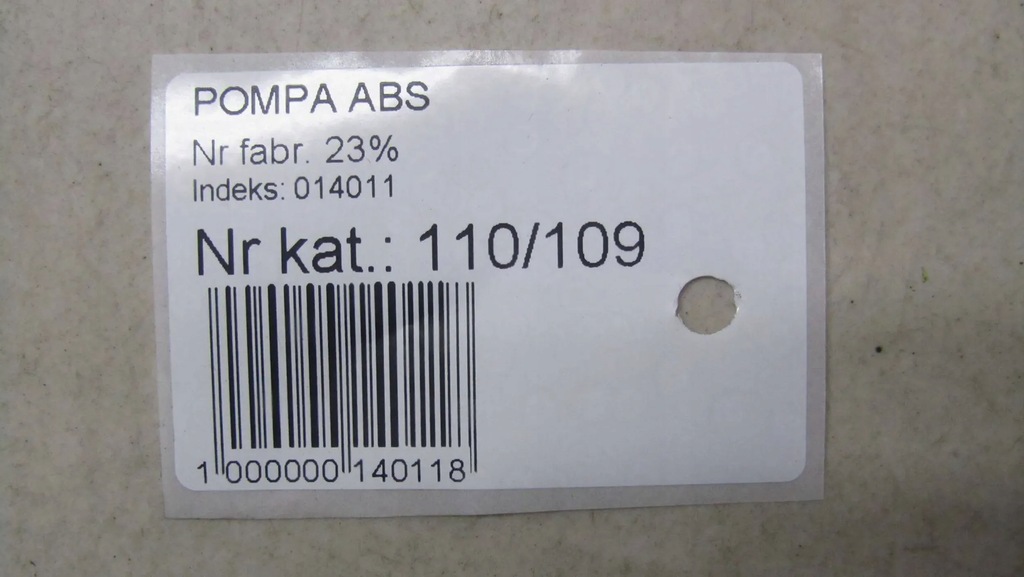 POMPA ABS
Nr fabr. 23%
Indeks: 014011
Nr kat.: 110/109
1 000000 140118